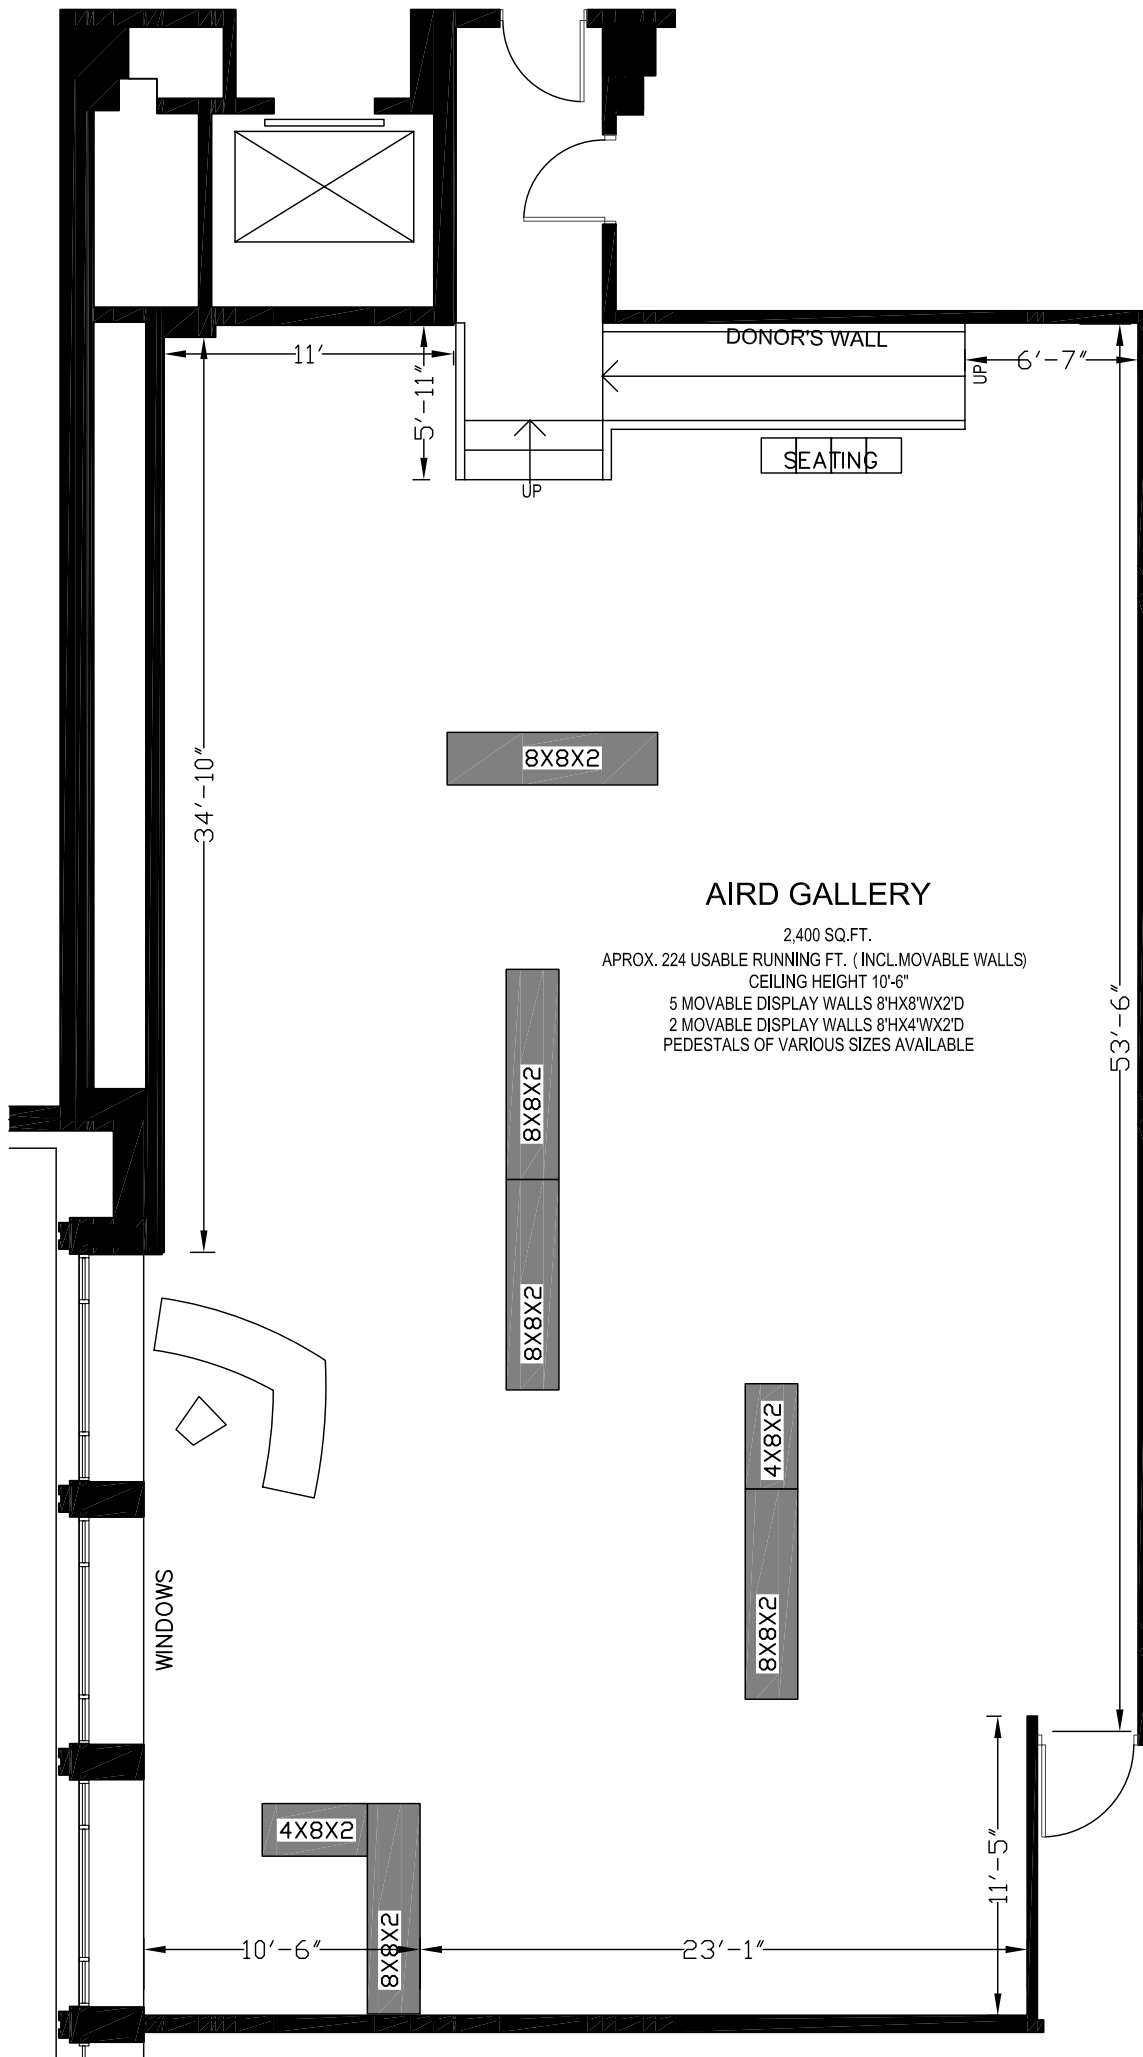 DONOR'S WALL
11'
6'-7"
UP
5'-11"
SEATING
UP
8X8X2
34'-10"
AIRD GALLERY
2,400 SQ.FT.
APROX. 224 USABLE RUNNING FT. ( INCL.MOVABLE WALLS)
CEILING HEIGHT 10'-6"
5 MOVABLE DISPLAY WALLS 8'HX8'WX2'D
2 MOVABLE DISPLAY WALLS 8'HX4'WX2'D
PEDESTALS OF VARIOUS SIZES AVAILABLE
53'-6"
8X8X2
8X8X2
4X8X2
8X8X2
WINDOWS
4X8X2
8X8X2
11'-5"
10'-6"
23'-1"